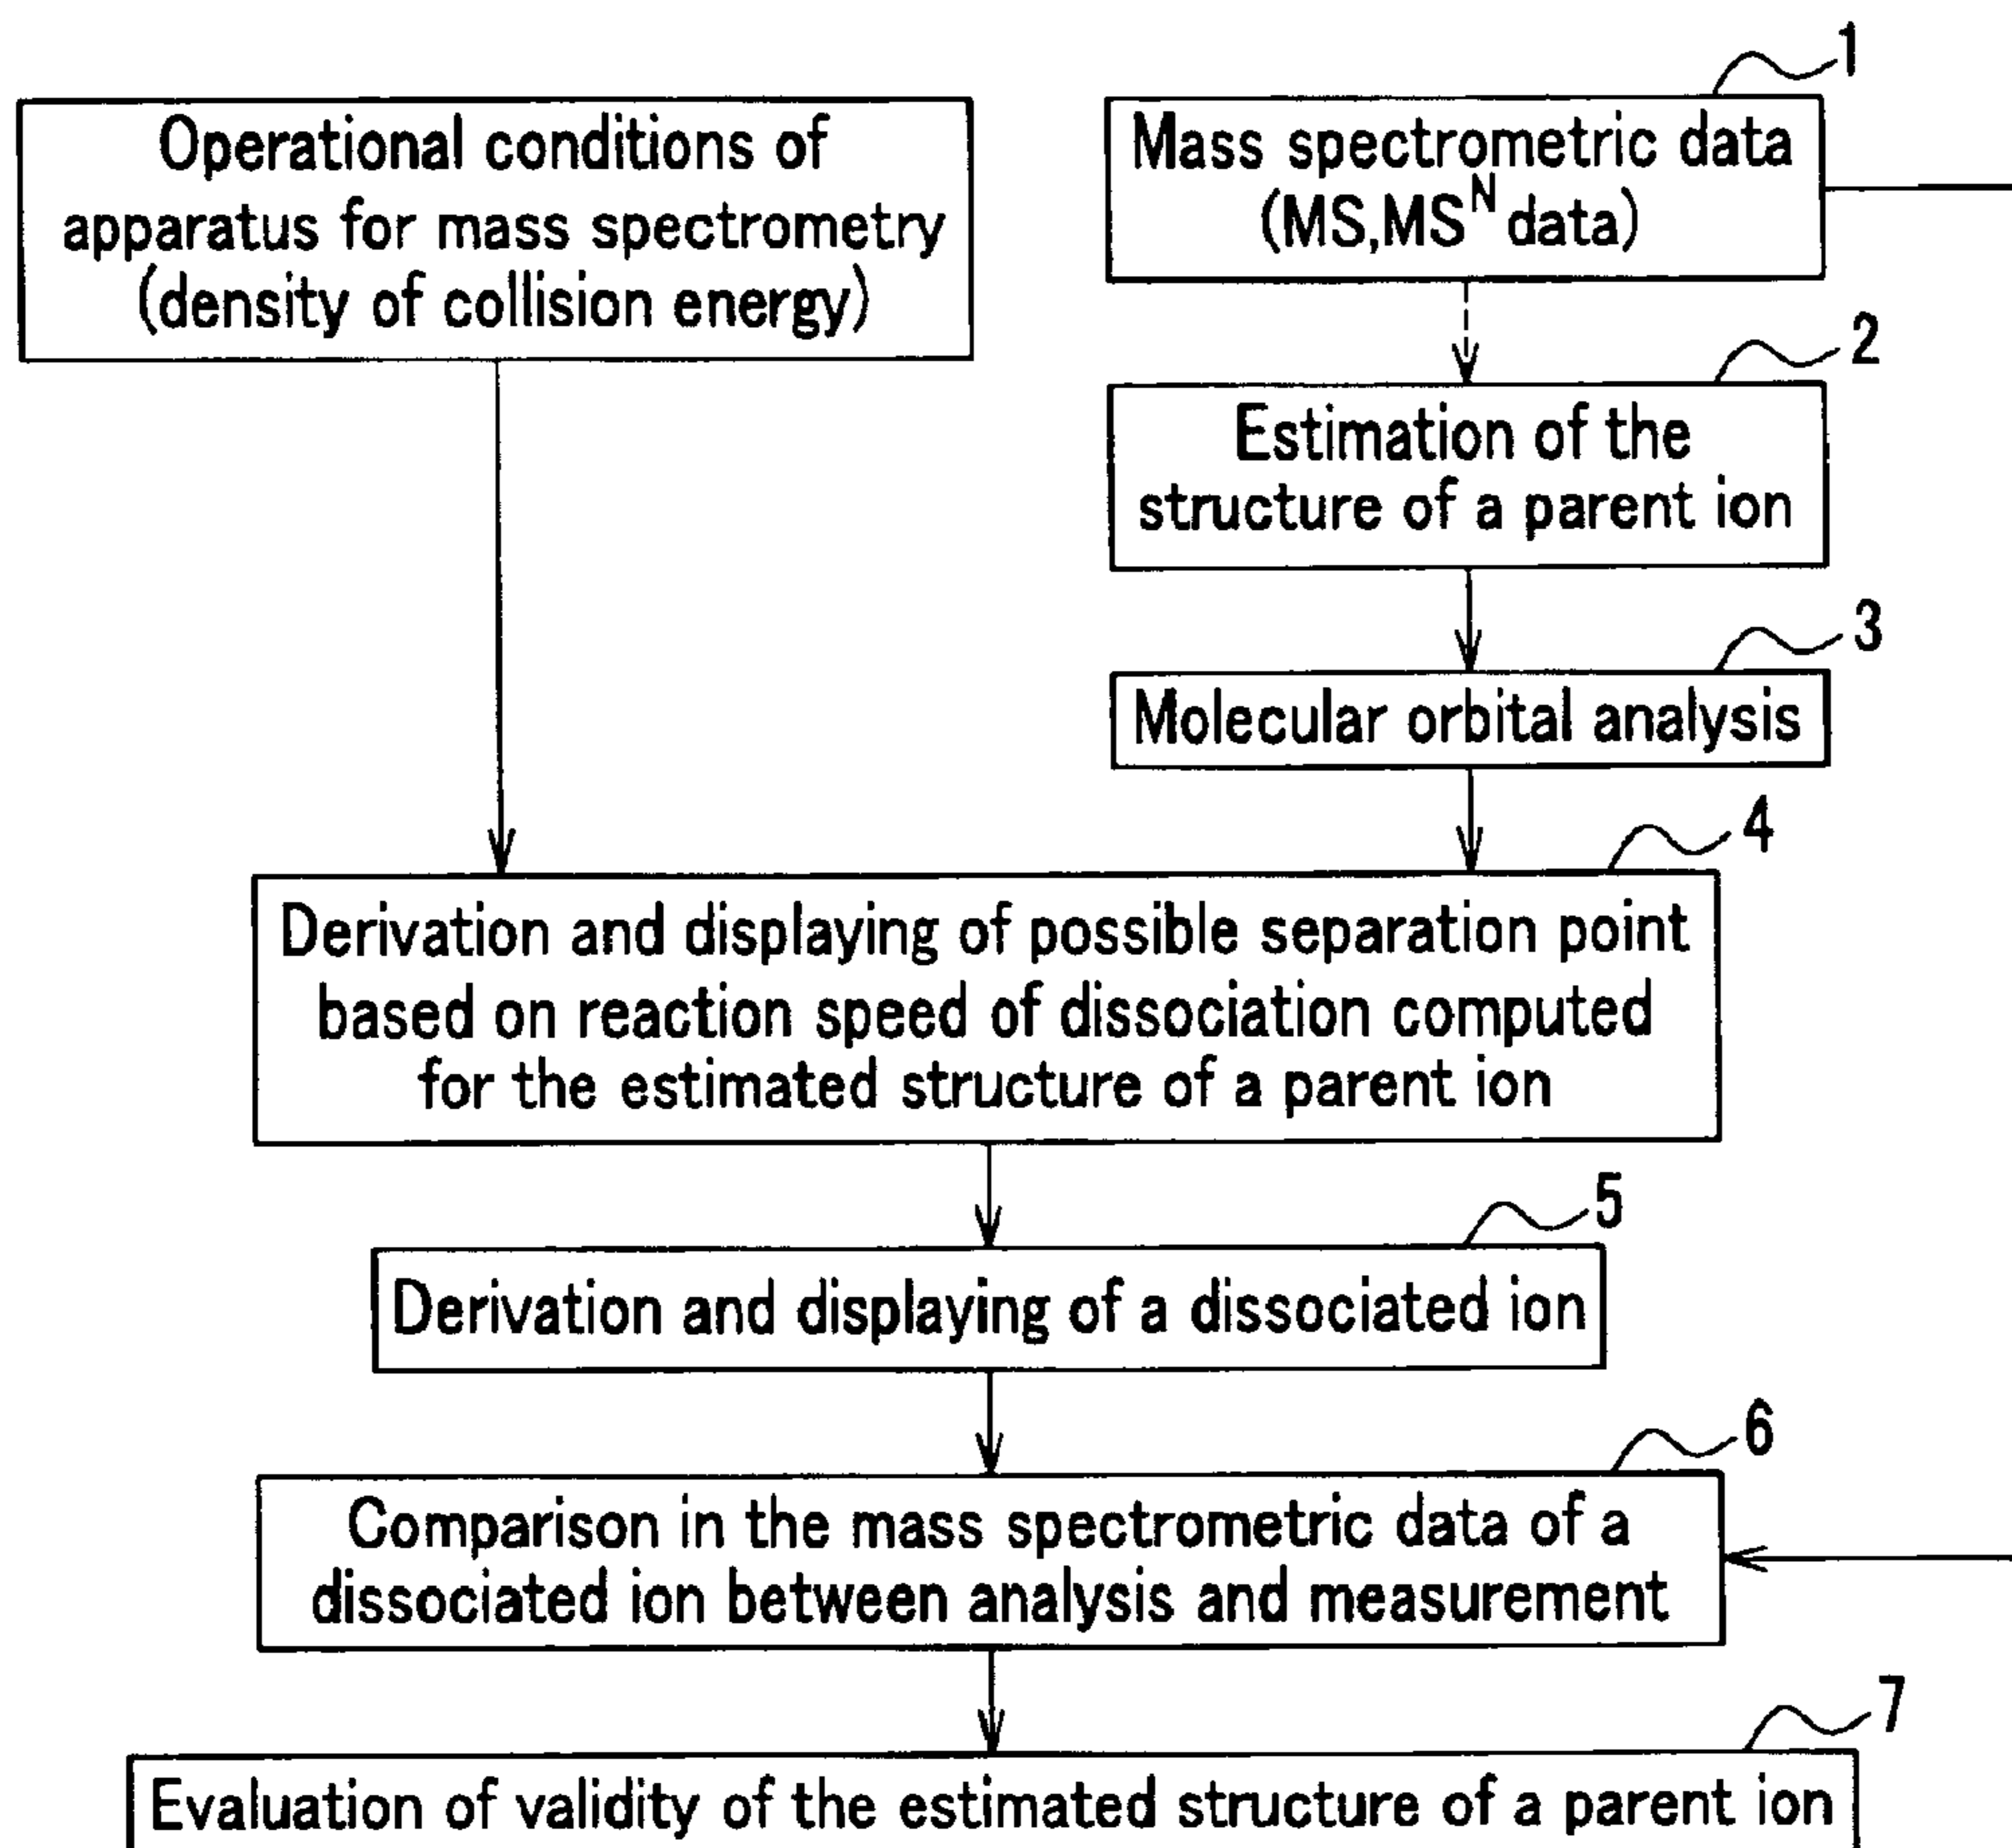 Operational conditions of
apparatus for mass spectrometry
(density of collision energy)
1
Mass spectrometric data
(MS,MS^N data)
2
Estimation of the
structure of a parent ion
3
Molecular orbital analysis
4
Derivation and displaying of possible separation point
based on reaction speed of dissociation computed
for the estimated structure of a parent ion
5
Derivation and displaying of a dissociated ion
6
Comparison in the mass spectrometric data of a
dissociated ion between analysis and measurement
7
Evaluation of validity of the estimated structure of a parent ion